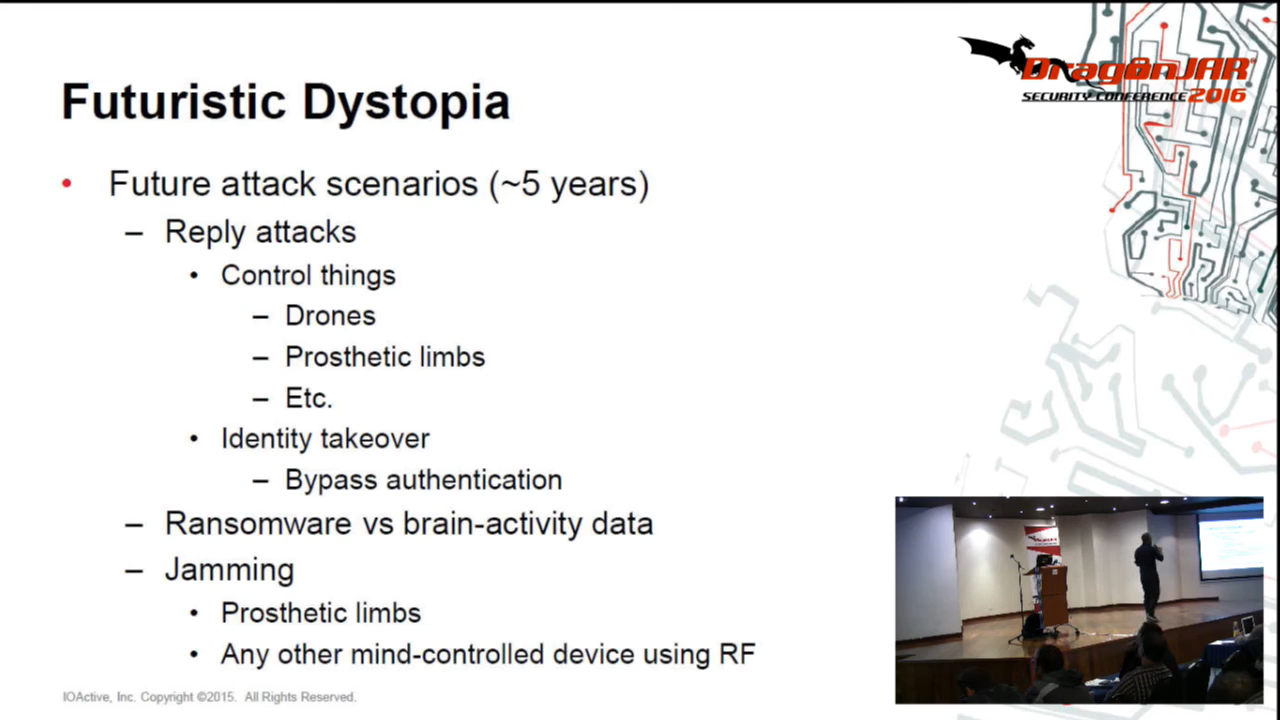 DragonJAR
SECURITY CONFERENCE 2016
Futuristic Dystopia
• Future attack scenarios (~5 years)
– Reply attacks
• Control things
– Drones
– Prosthetic limbs
– Etc.
• Identity takeover
– Bypass authentication
– Ransomware vs brain-activity data
– Jamming
• Prosthetic limbs
• Any other mind-controlled device using RF
IOActive, Inc. Copyright ©2015. All Rights Reserved.